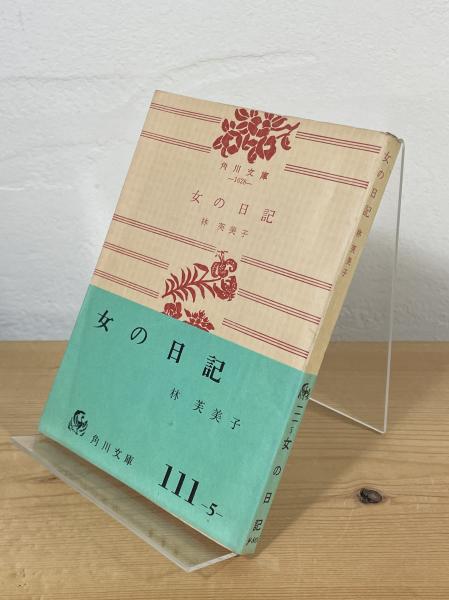 角川文庫
—1028—
女の日記
林芙美子
女の日記
林芙美子
角川文庫
111
—5—
女の日記
林芙美子
女の日記